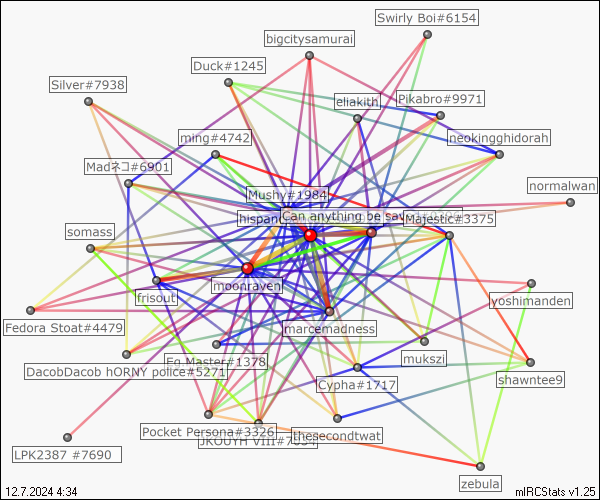 Swirly Boi#6154
bigcitysamurai
Duck#1245
Silver#7938
eliakith
Pikabro#9971
ming#4742
neokingghidorah
Madネコ#6901
normalwan
Mushy#1984
hispanic
Can anything be sav
Majestic#3375
somass
moonraven
frisout
yoshimanden
Fedora Stoat#4479
marcemadness
mukszi
Eg Master#1378
DacobDacob hORNY police#5271
Cypha#1717
shawntee9
Pocket Persona#3326
JKOUYH VIII#7
thesecondtwat
LPK2387 #7690
zebula
12.7.2024 4:34
mIRCStats v1.25